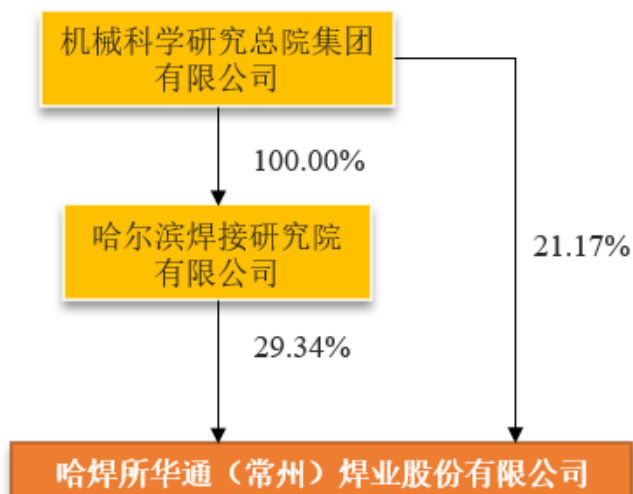 机械科学研究总院集团
有限公司
100.00%
哈尔滨焊接研究院
有限公司
21.17%
29.34%
哈焊所华通（常州）焊业股份有限公司